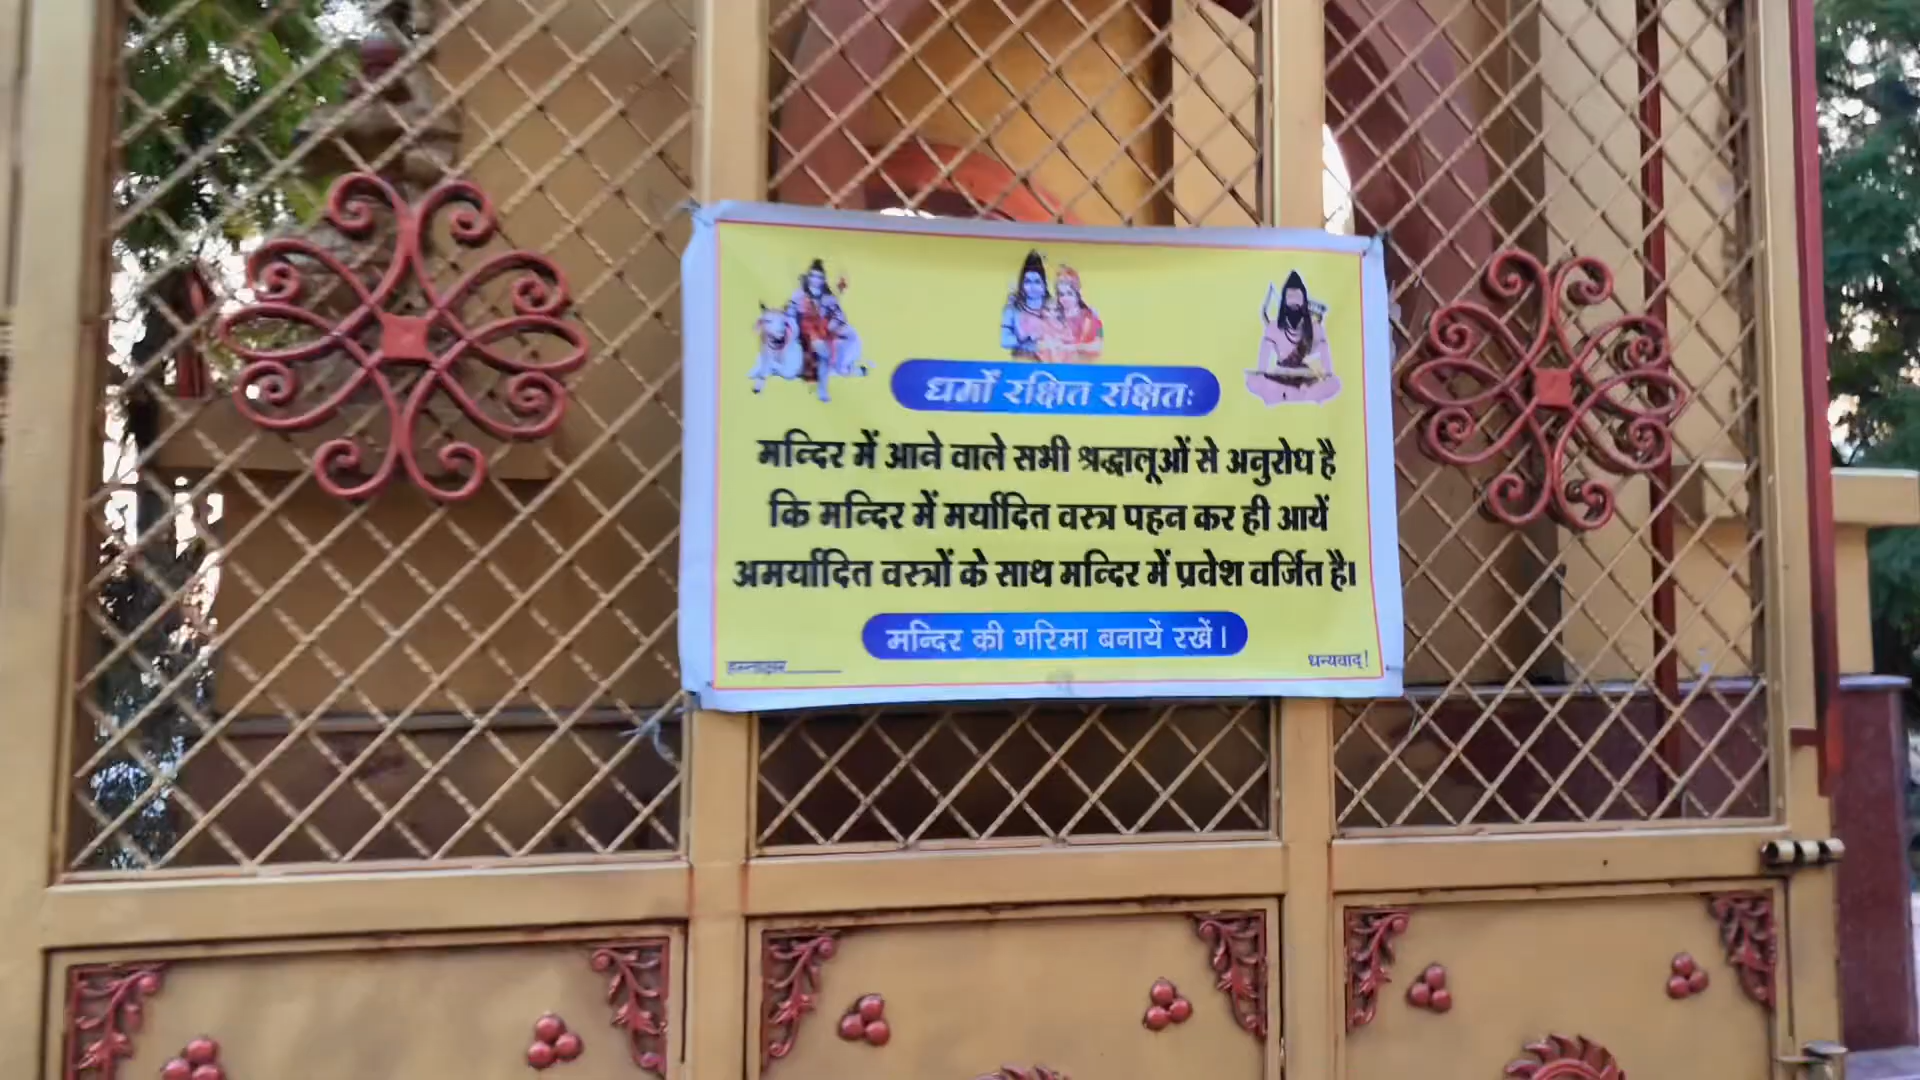 धर्मो रक्षति रक्षितः
मन्दिर में आने वाले सभी श्रद्धालूओं से अनुरोध है
कि मन्दिर में मर्यादित वस्त्र पहन कर ही आयें
अमर्यादित वस्त्रों के साथ मन्दिर में प्रवेश वर्जित है।
मन्दिर की गरिमा बनायें रखें।
धन्यवाद!